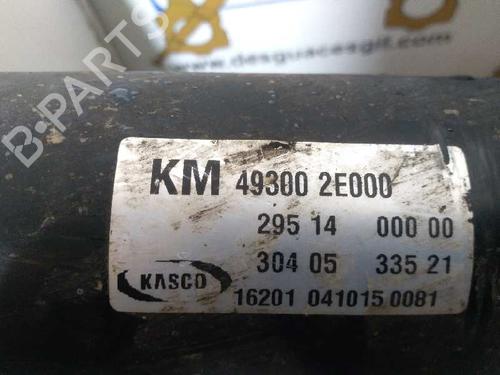 www.desguacesgil.com
B-PARTS
KM 49300 2E000
295 14 000 00
304 05 335 21
KASCO
16201 041015 0081